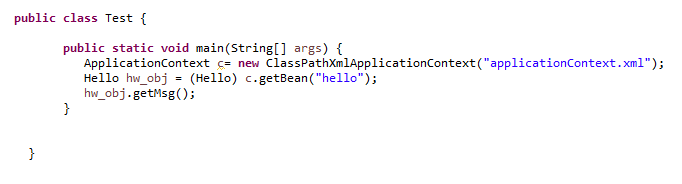 public class Test {
public static void main(String[] args) {
ApplicationContext c= new ClassPathXmlApplicationContext("applicationContext.xml");
Hello hw_obj = (Hello) c.getBean("hello");
hw_obj.getMsg();
}
}